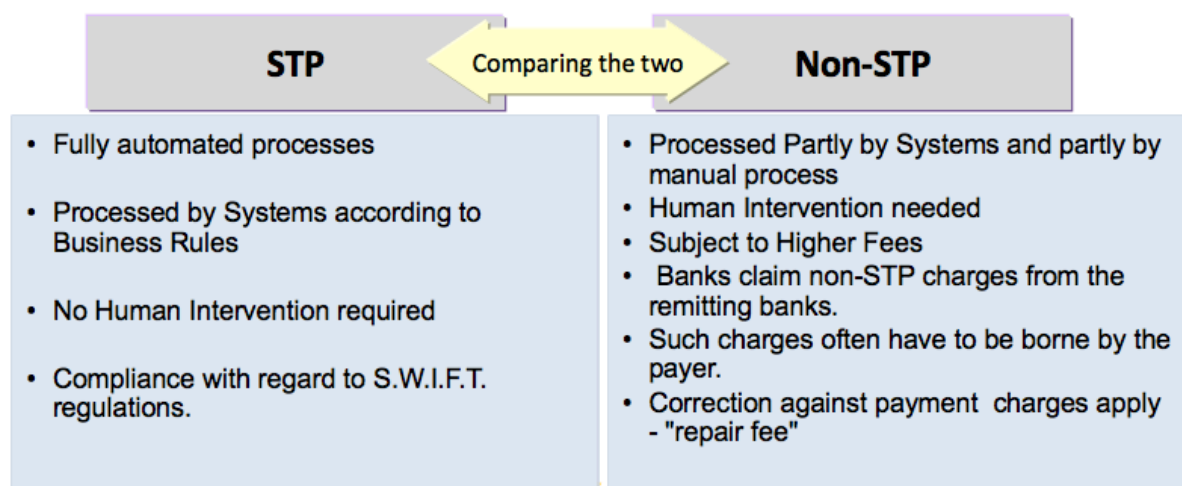 STP
Comparing the two
Non-STP
• Fully automated processes
• Processed by Systems according to
Business Rules
• No Human Intervention required
• Compliance with regard to S.W.I.F.T.
regulations.
• Processed Partly by Systems and partly by
manual process
• Human Intervention needed
• Subject to Higher Fees
• Banks claim non-STP charges from the
remitting banks.
• Such charges often have to be borne by the
payer.
• Correction against payment charges apply
- "repair fee"